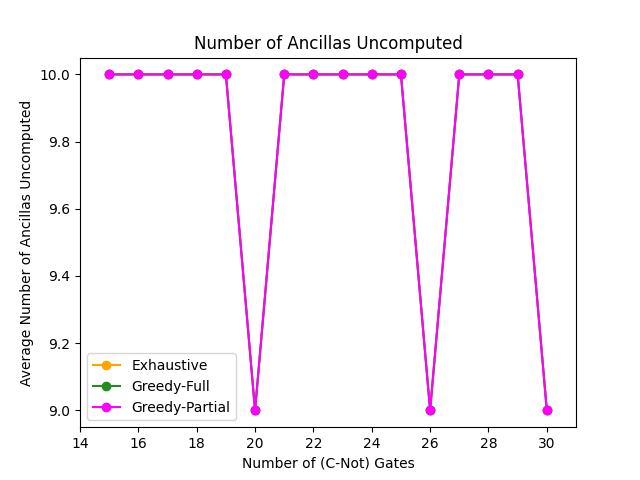 Number of Ancillas Uncomputed
Average Number of Ancillas Uncomputed
10.0
9.8
9.6
9.4
9.2
9.0
Exhaustive
Greedy-Full
Greedy-Partial
14 16 18 20 22 24 26 28 30
Number of (C-Not) Gates